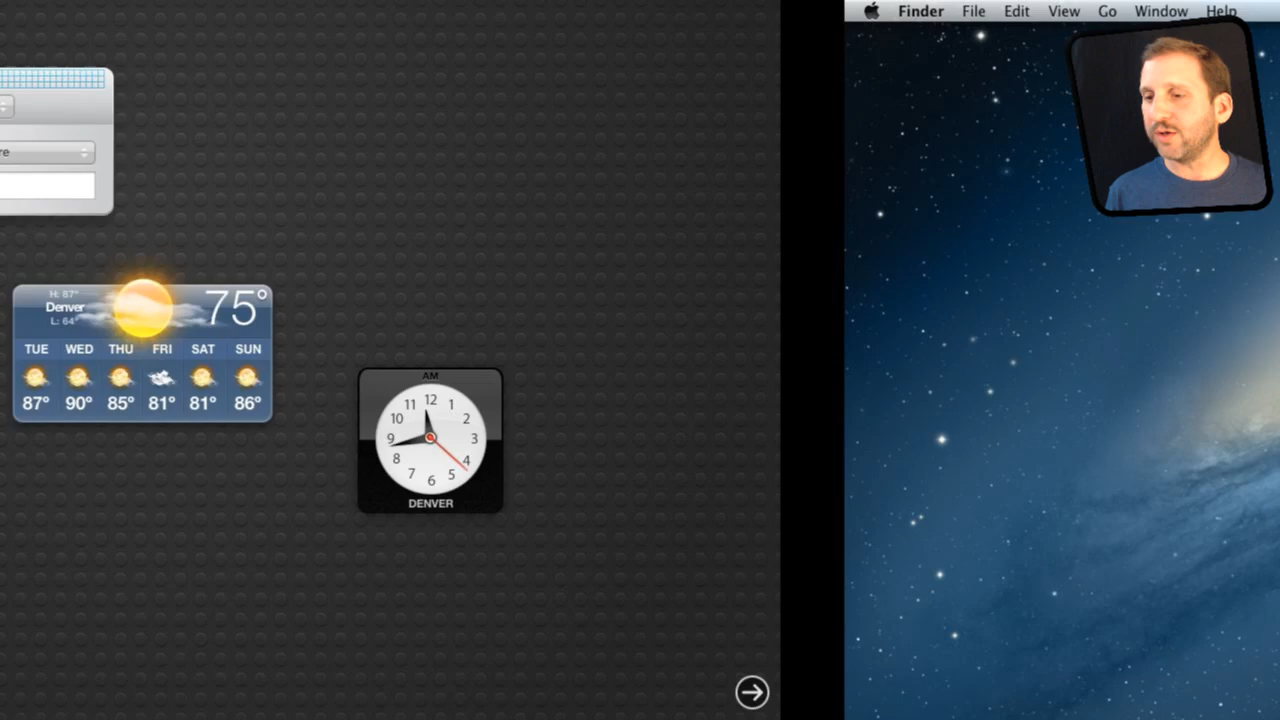 Finder File Edit View Go Window Help
re
H: 87°
Denver
L: 64°
75°
TUE WED THU FRI SAT SUN
87° 90° 85° 81° 81° 86°
AM
12
11 1
10 2
9 3
8 4
7 5
6
DENVER